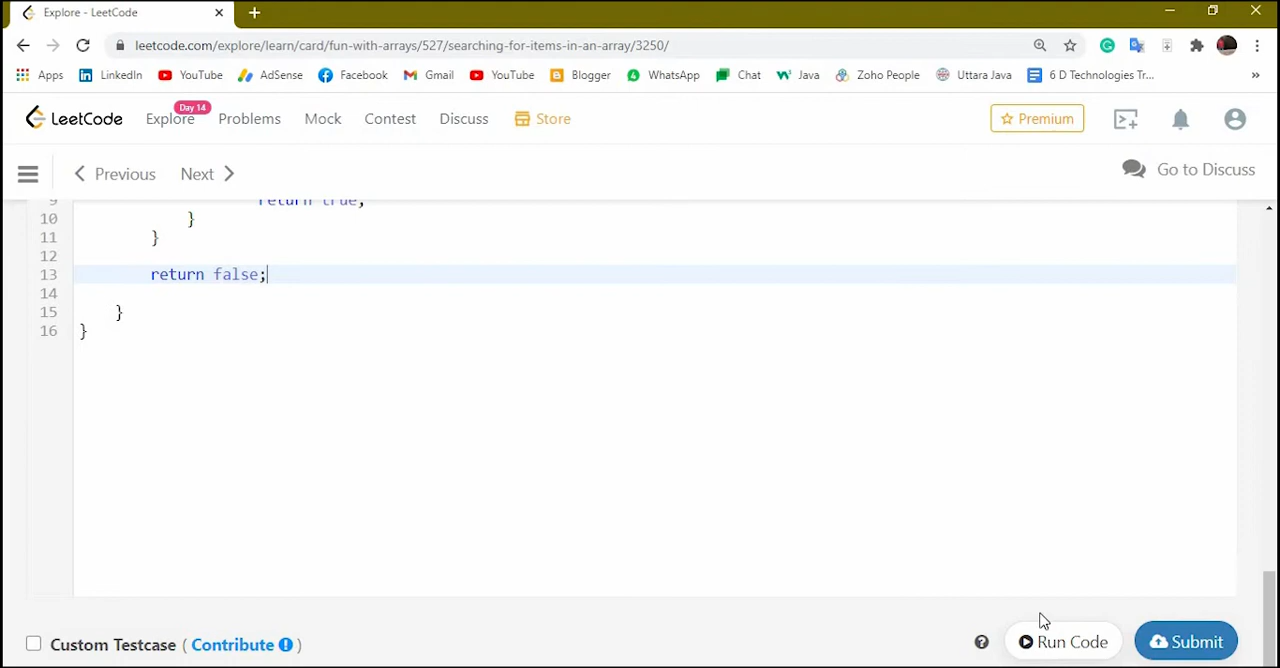 Explore - LeetCode
leetcode.com/explore/learn/card/fun-with-arrays/527/searching-for-items-in-an-array/3250/
Apps LinkedIn YouTube AdSense Facebook Gmail YouTube Blogger WhatsApp Chat Java Zoho People Uttara Java 6 D Technologies Tr... »
LeetCode Explore Day 14 Problems Mock Contest Discuss Store Premium
Previous Next Go to Discuss
9 return true;
10 }
11 }
12
13 return false;
14
15 }
16 }
Custom Testcase ( Contribute ) Run Code Submit